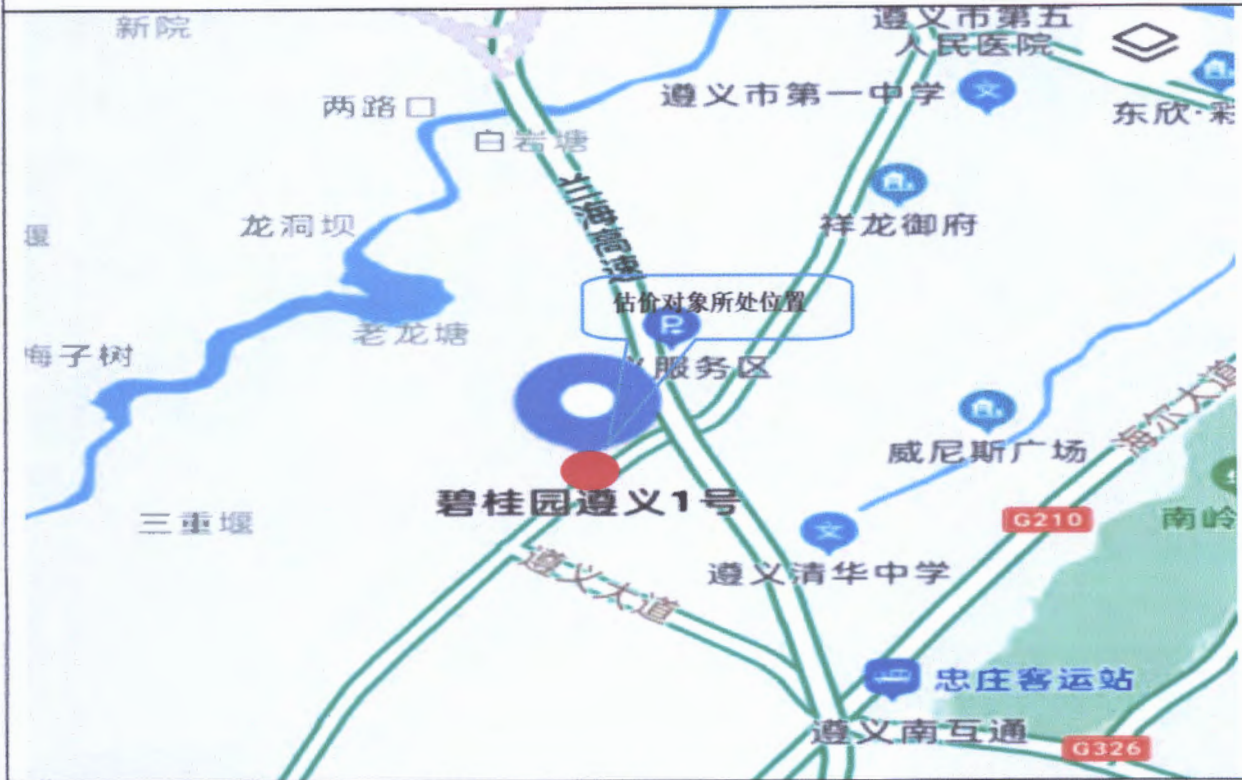 新院
遵义市第五
人民医院
两路口
遵义市第一中学
东欣·彩
白岩塘
兰海高速
龙洞坝
祥龙御府
堰
估价对象所处位置
P
老龙塘
服务区
梅子树
海尔大道
威尼斯广场
碧桂园遵义1号
三重堰
文
G210
南岭
遵义清华中学
遵义大道
忠庄客运站
遵义南互通
G326